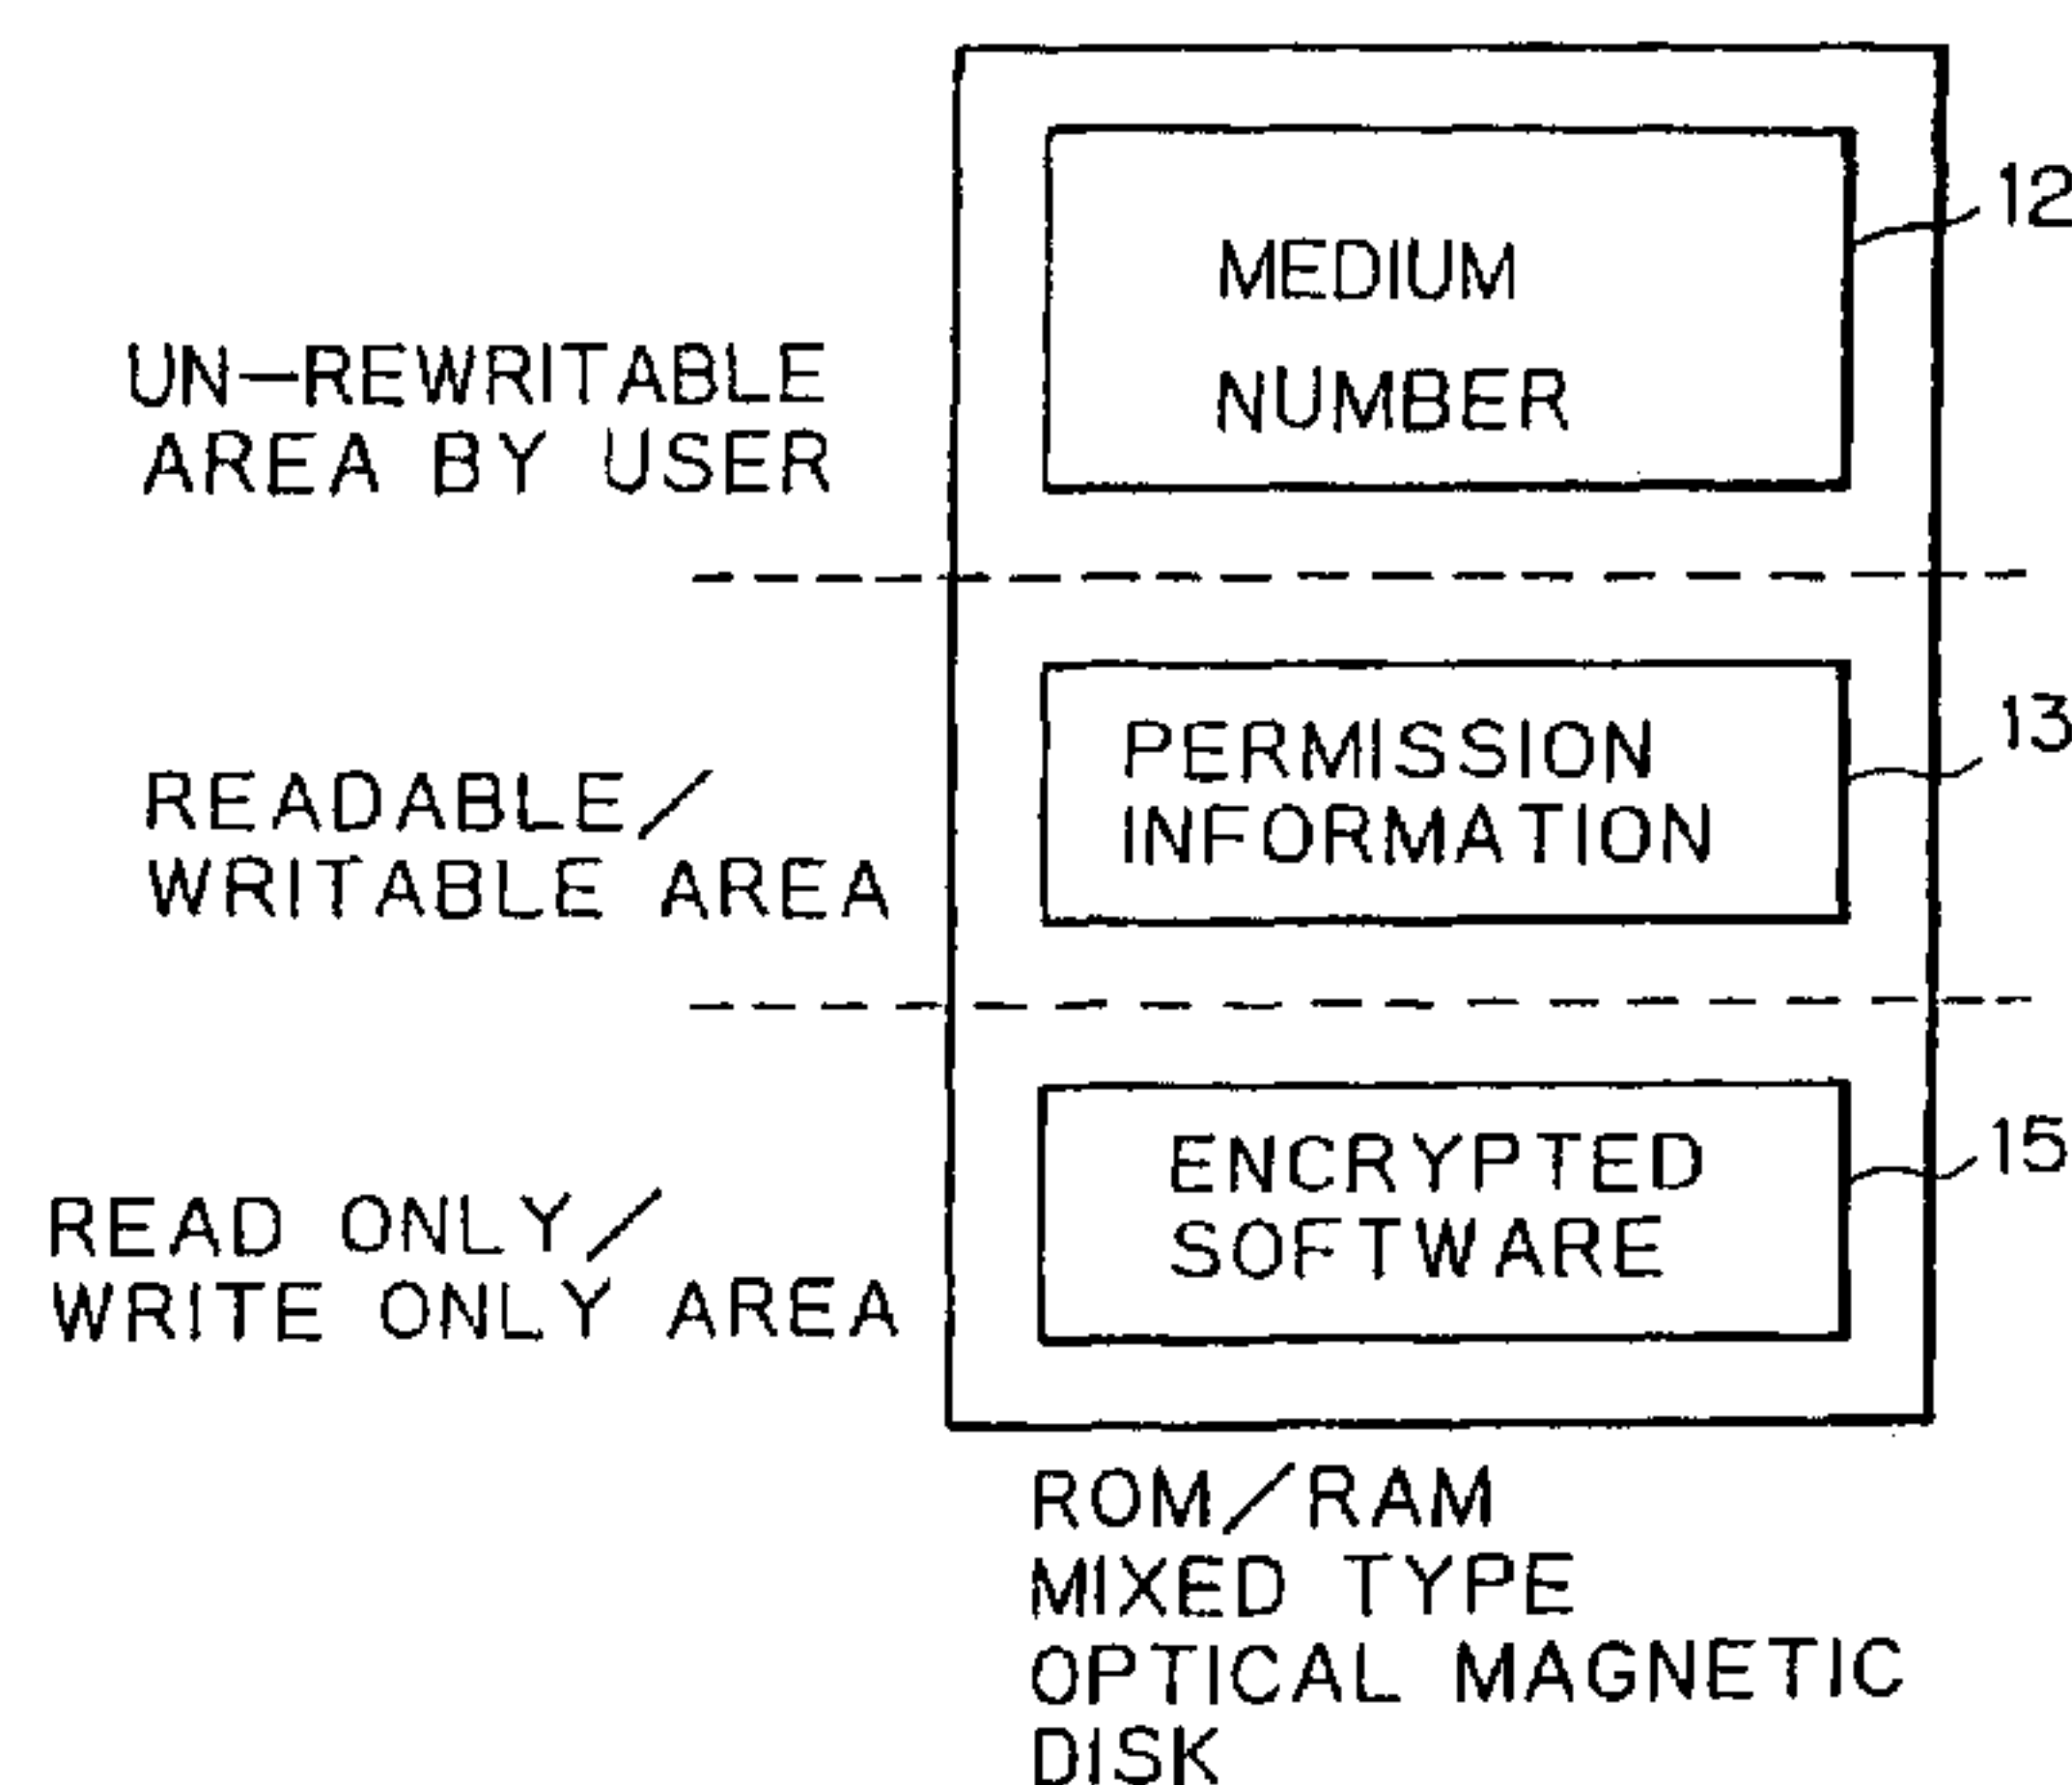 MEDIUM
NUMBER
12
UN-REWRITABLE
AREA BY USER
PERMISSION
INFORMATION
13
READABLE/
WRITABLE AREA
ENCRYPTED
SOFTWARE
15
READ ONLY/
WRITE ONLY AREA
ROM/RAM
MIXED TYPE
OPTICAL MAGNETIC
DISK